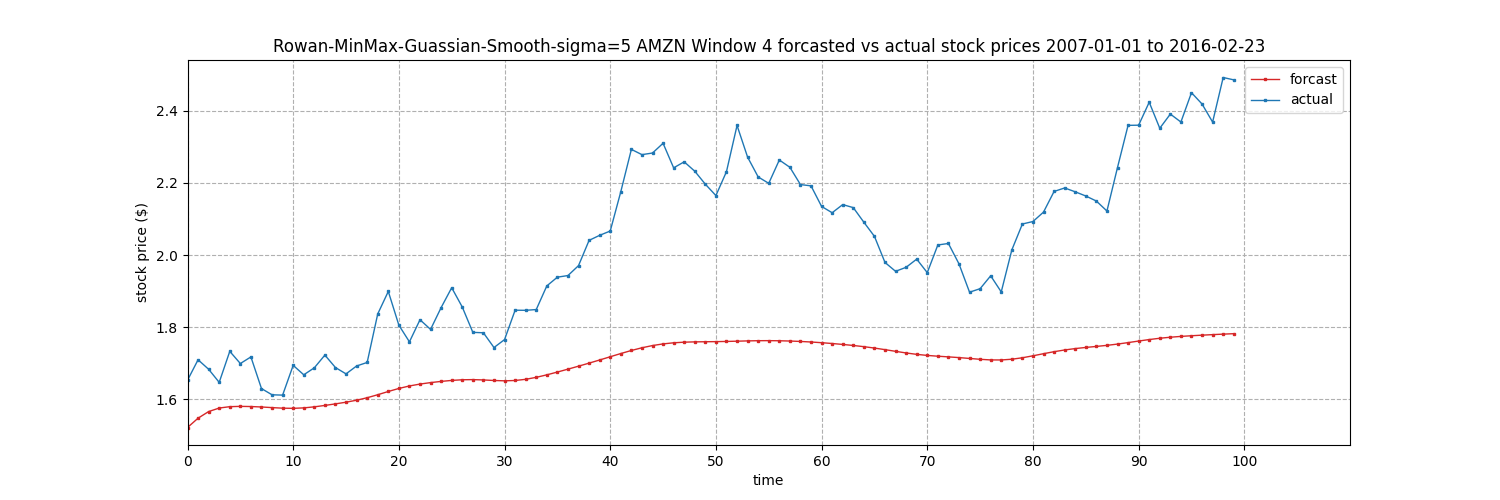 Rowan-MinMax-Guassian-Smooth-sigma=5 AMZN Window 4 forcasted vs actual stock prices 2007-01-01 to 2016-02-23
forcast
actual
stock price ($)
2.4
2.2
2.0
1.8
1.6
0 10 20 30 40 50 60 70 80 90 100
time